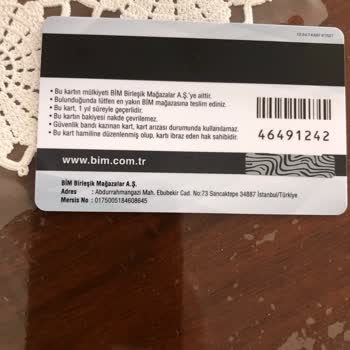 • Bu kartın mülkiyeti BİM Birleşik Mağazalar A.Ş.'ye aittir.
• Bulunduğunda lütfen en yakın BİM mağazasına teslim ediniz.
• Bu kart, 1 yıl süreyle geçerlidir.
• Bu kartın bakiyesi nakde çevrilemez.
• Güvenlik bandı kazınan kart, kart arızası durumunda kullanılamaz.
• Bu kart hamiline düzenlenmiş olup, kartı ibraz eden hak sahibidir.
46491242
www.bim.com.tr
BİM Birleşik Mağazalar A.Ş.
Adres : Abdurrahmangazi Mah. Ebubekir Cad. No:73 Sancaktepe 34887 İstanbul/Türkiye
Mersis No : 0175005184608645